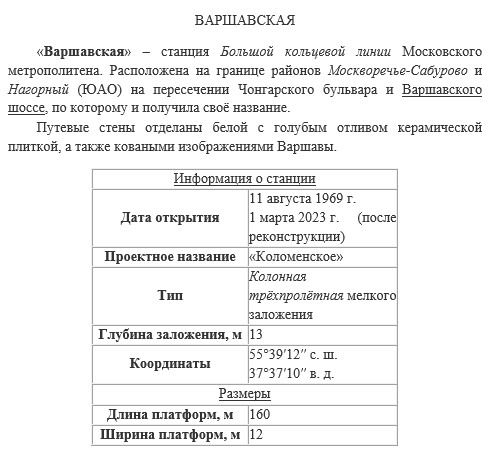 ВАРШАВСКАЯ
«Варшавская» – станция Большой кольцевой линии Московского
метрополитена. Расположена на границе районов Москворечье-Сабурово и
Нагорный (ЮАО) на пересечении Чонгарского бульвара и Варшавского
шоссе, по которому и получила своё название.
Путевые стены отделаны белой с голубым отливом керамической
плиткой, а также коваными изображениями Варшавы.
Информация о станции
Дата открытия
11 августа 1969 г.
1 марта 2023 г. (после
реконструкции)
Проектное название «Коломенское»
Тип
Колонная
трёхпролётная мелкого
заложения
Глубина заложения, м 13
Координаты
55°39′12″ с. ш.
37°37′10″ в. д.
Размеры
Длина платформ, м 160
Ширина платформ, м 12